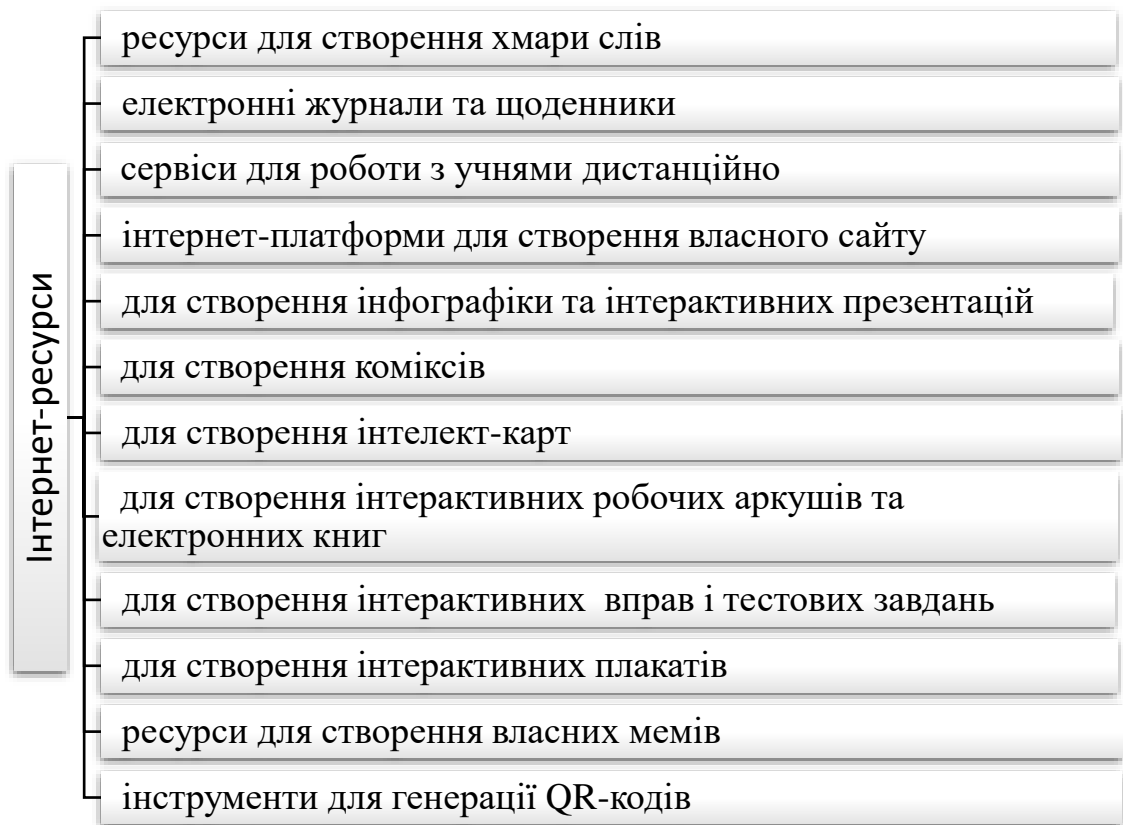 Інтернет-ресурси
ресурси для створення хмари слів
електронні журнали та щоденники
сервіси для роботи з учнями дистанційно
інтернет-платформи для створення власного сайту
для створення інфографіки та інтерактивних презентацій
для створення коміксів
для створення інтелект-карт
для створення інтерактивних робочих аркушів та
електронних книг
для створення інтерактивних вправ і тестових завдань
для створення інтерактивних плакатів
ресурси для створення власних мемів
інструменти для генерації QR-кодів